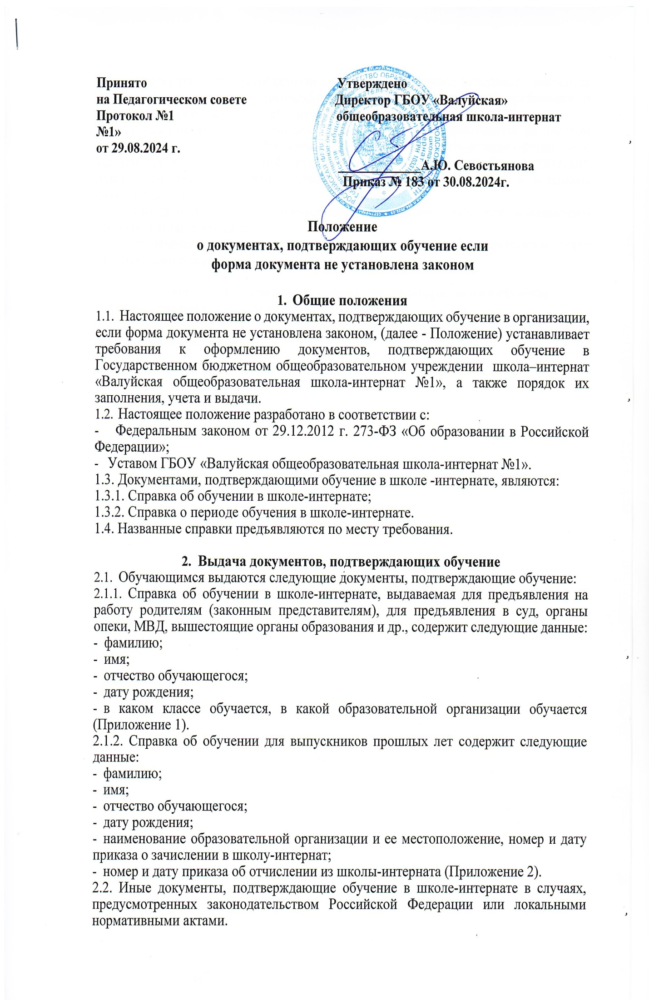 Принято Утверждено
на Педагогическом совете Директор ГБОУ «Валуйская»
Протокол №1 общеобразовательная школа-интернат
№1»
от 29.08.2024 г.
А.Ю. Севостьянова
Приказ № 183 от 30.08.2024г.
Положение
о документах, подтверждающих обучение если
форма документа не установлена законом
1. Общие положения
1.1. Настоящее положение о документах, подтверждающих обучение в организации,
если форма документа не установлена законом, (далее - Положение) устанавливает
требования к оформлению документов, подтверждающих обучение в
Государственном бюджетном общеобразовательном учреждении школа–интернат
«Валуйская общеобразовательная школа-интернат №1», а также порядок их
заполнения, учета и выдачи.
1.2. Настоящее положение разработано в соответствии с:
- Федеральным законом от 29.12.2012 г. 273-ФЗ «Об образовании в Российской
Федерации»;
- Уставом ГБОУ «Валуйская общеобразовательная школа-интернат №1».
1.3. Документами, подтверждающими обучение в школе -интернате, являются:
1.3.1. Справка об обучении в школе-интернате;
1.3.2. Справка о периоде обучения в школе-интернате.
1.4. Названные справки предъявляются по месту требования.
2. Выдача документов, подтверждающих обучение
2.1. Обучающимся выдаются следующие документы, подтверждающие обучение:
2.1.1. Справка об обучении в школе-интернате, выдаваемая для предъявления на
работу родителям (законным представителям), для предъявления в суд, органы
опеки, МВД, вышестоящие органы образования и др., содержит следующие данные:
- фамилию;
- имя;
- отчество обучающегося;
- дату рождения;
- в каком классе обучается, в какой образовательной организации обучается
(Приложение 1).
2.1.2. Справка об обучении для выпускников прошлых лет содержит следующие
данные:
- фамилию;
- имя;
- отчество обучающегося;
- дату рождения;
- наименование образовательной организации и ее местоположение, номер и дату
приказа о зачислении в школу-интернат;
- номер и дату приказа об отчислении из школы-интерната (Приложение 2).
2.2. Иные документы, подтверждающие обучение в школе-интернате в случаях,
предусмотренных законодательством Российской Федерации или локальными
нормативными актами.